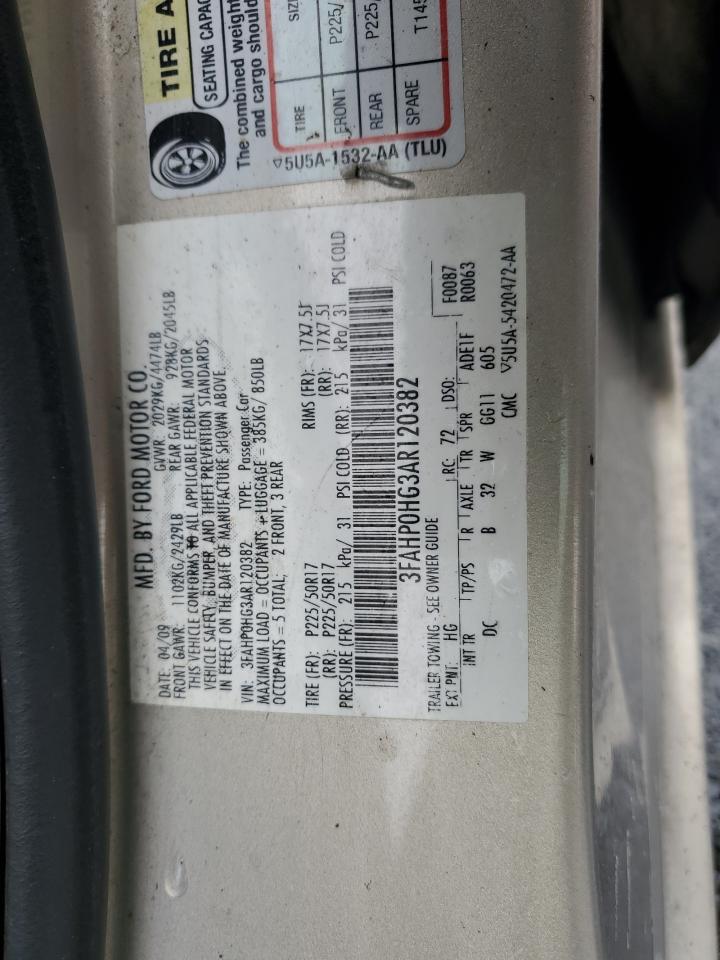 TIRE A
SEATING CAPAC
The combined weight
and cargo should
TIRE SIZ
FRONT P225/
REAR P225/
SPARE T145
5U5A-1532-AA (TLU)
MFD. BY FORD MOTOR CO.
DATE: 04/09 GVWR: 2029KG/4474LB
FRONT GAWR: 1102KG/2429LB REAR GAWR: 928KG/2045LB
THIS VEHICLE CONFORMS TO ALL APPLICABLE FEDERAL MOTOR
VEHICLE SAFETY, BUMPER, AND THEFT PREVENTION STANDARDS
IN EFFECT ON THE DATE OF MANUFACTURE SHOWN ABOVE.
VIN: 3FAHP0HG3AR120382 TYPE: Passenger Car
MAXIMUM LOAD = OCCUPANTS + LUGGAGE = 385KG/ 850LB
OCCUPANTS = 5 TOTAL; 2 FRONT, 3 REAR
TIRE (FR): P225/50R17 RIMS (FR): 17X7.5J
(RR): P225/50R17 (RR): 17X7.5J
PRESSURE (FR): 215 kPa/ 31 PSI COLD (RR): 215 kPa/ 31 PSI COLD
3FAHP0HG3AR120382
TRAILER TOWING - SEE OWNER GUIDE F0087
EXT PNT: HG RC: 72 DSO: R0063
INT TR TP/PS R AXLE TR SPR ADE1F
DC B 32 W GG11 605
CMC 5U5A-5420472-AA